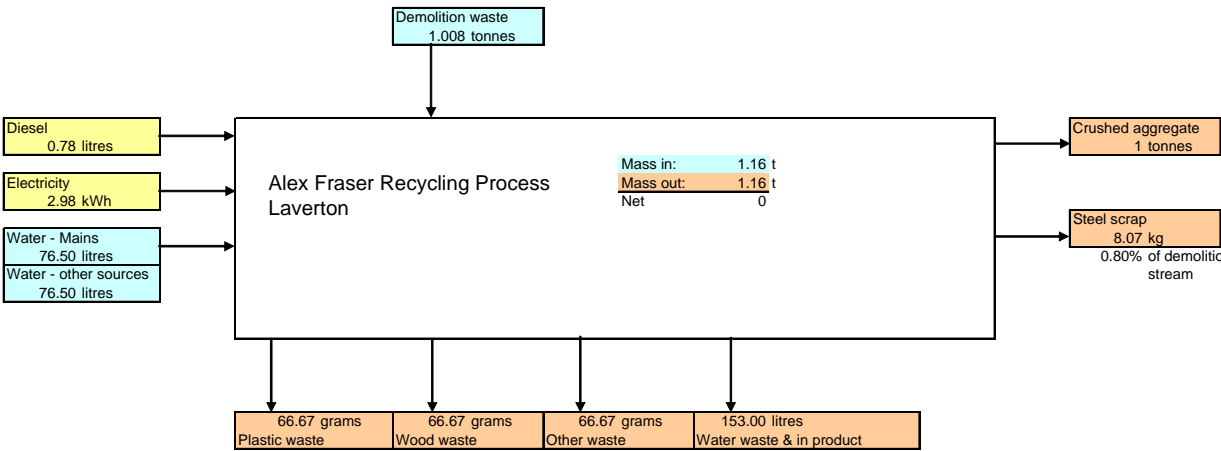 Demolition waste
1.008 tonnes
Diesel
0.78 litres
Electricity
2.98 kWh
Water - Mains
76.50 litres
Water - other sources
76.50 litres
Alex Fraser Recycling Process
Laverton
Mass in: 1.16 t
Mass out: 1.16 t
Net 0
Crushed aggregate
1 tonnes
Steel scrap
8.07 kg
0.80% of demolitio
stream
66.67 grams
Plastic waste
66.67 grams
Wood waste
66.67 grams
Other waste
153.00 litres
Water waste & in product